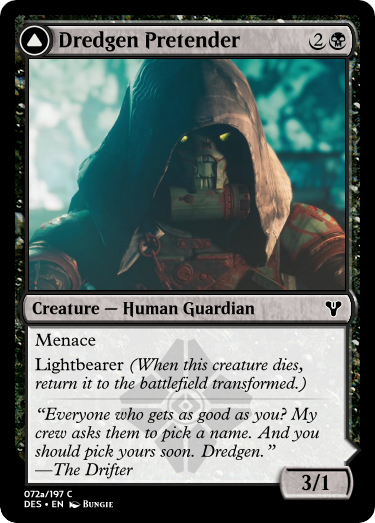 Dredgen Pretender 2
Creature — Human Guardian
Menace
Lightbearer (When this creature dies,
return it to the battlefield transformed.)
“Everyone who gets as good as you? My
crew asks them to pick a name. And you
should pick yours soon. Dredgen.”
—The Drifter
3/1
072a/197 C
DES • EN Bungie